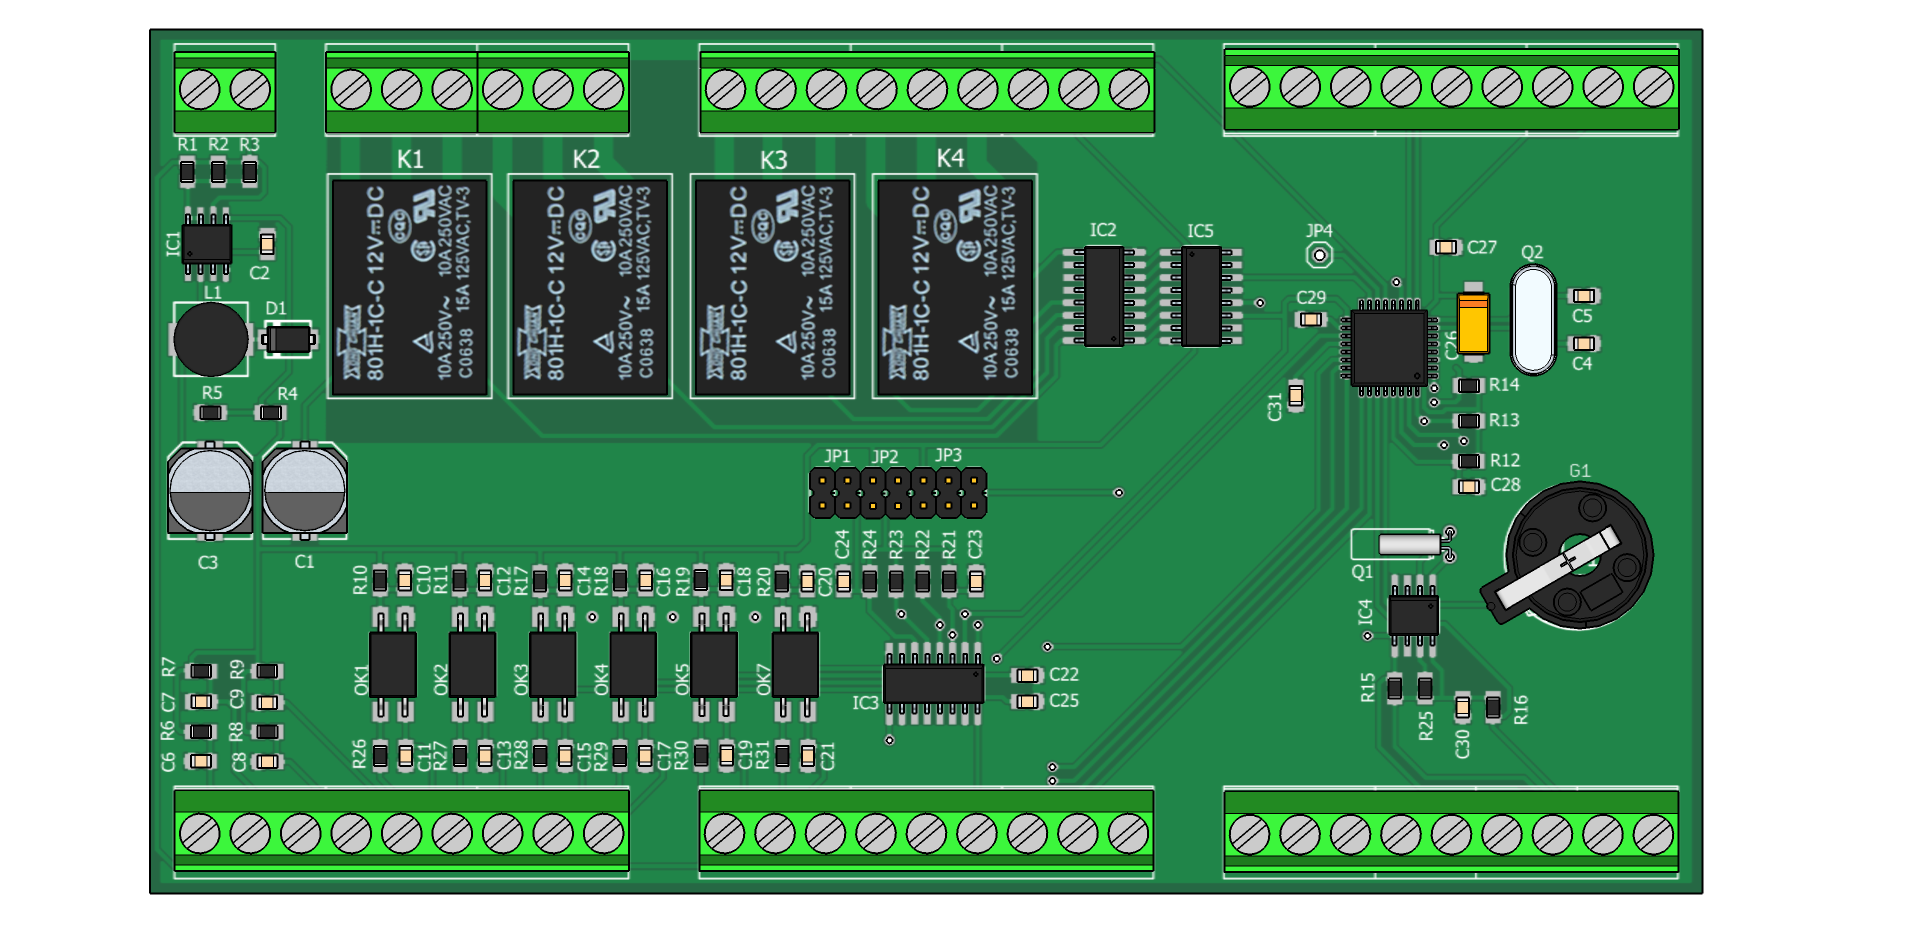 R1 R2 R3
K1 K2 K3 K4
801H-1C-C 12V⎓DC
10A 250V~ 10A 250VAC
15A 125VAC,TV-3
C0638
CQC
801H-1C-C 12V⎓DC
10A 250V~ 10A 250VAC
15A 125VAC,TV-3
C0638
CQC
801H-1C-C 12V⎓DC
10A 250V~ 10A 250VAC
15A 125VAC,TV-3
C0638
CQC
801H-1C-C 12V⎓DC
10A 250V~ 10A 250VAC
15A 125VAC,TV-3
C0638
CQC
IC1
C2
IC2 IC5 JP4
C27
Q2
L1
D1
C29
C5
C26
C4
R5 R4
C31
R14
R13
JP1 JP2 JP3
R12
G1
C28
C3 C1
C24 R24 R23 R22 R21 C23
R10 C10 R11 C12 R17 C14 R18 C16 R19 C18 R20 C20
Q1
IC4
R7 R9
OK1 OK2 OK3 OK4 OK5 OK7
IC3
C22
C25
C7 C9
R15
R25
C30
R16
R6 R8
C6 C8
R26 C11 R27 C13 R28 C15 R29 C17 R30 C19 R31 C21